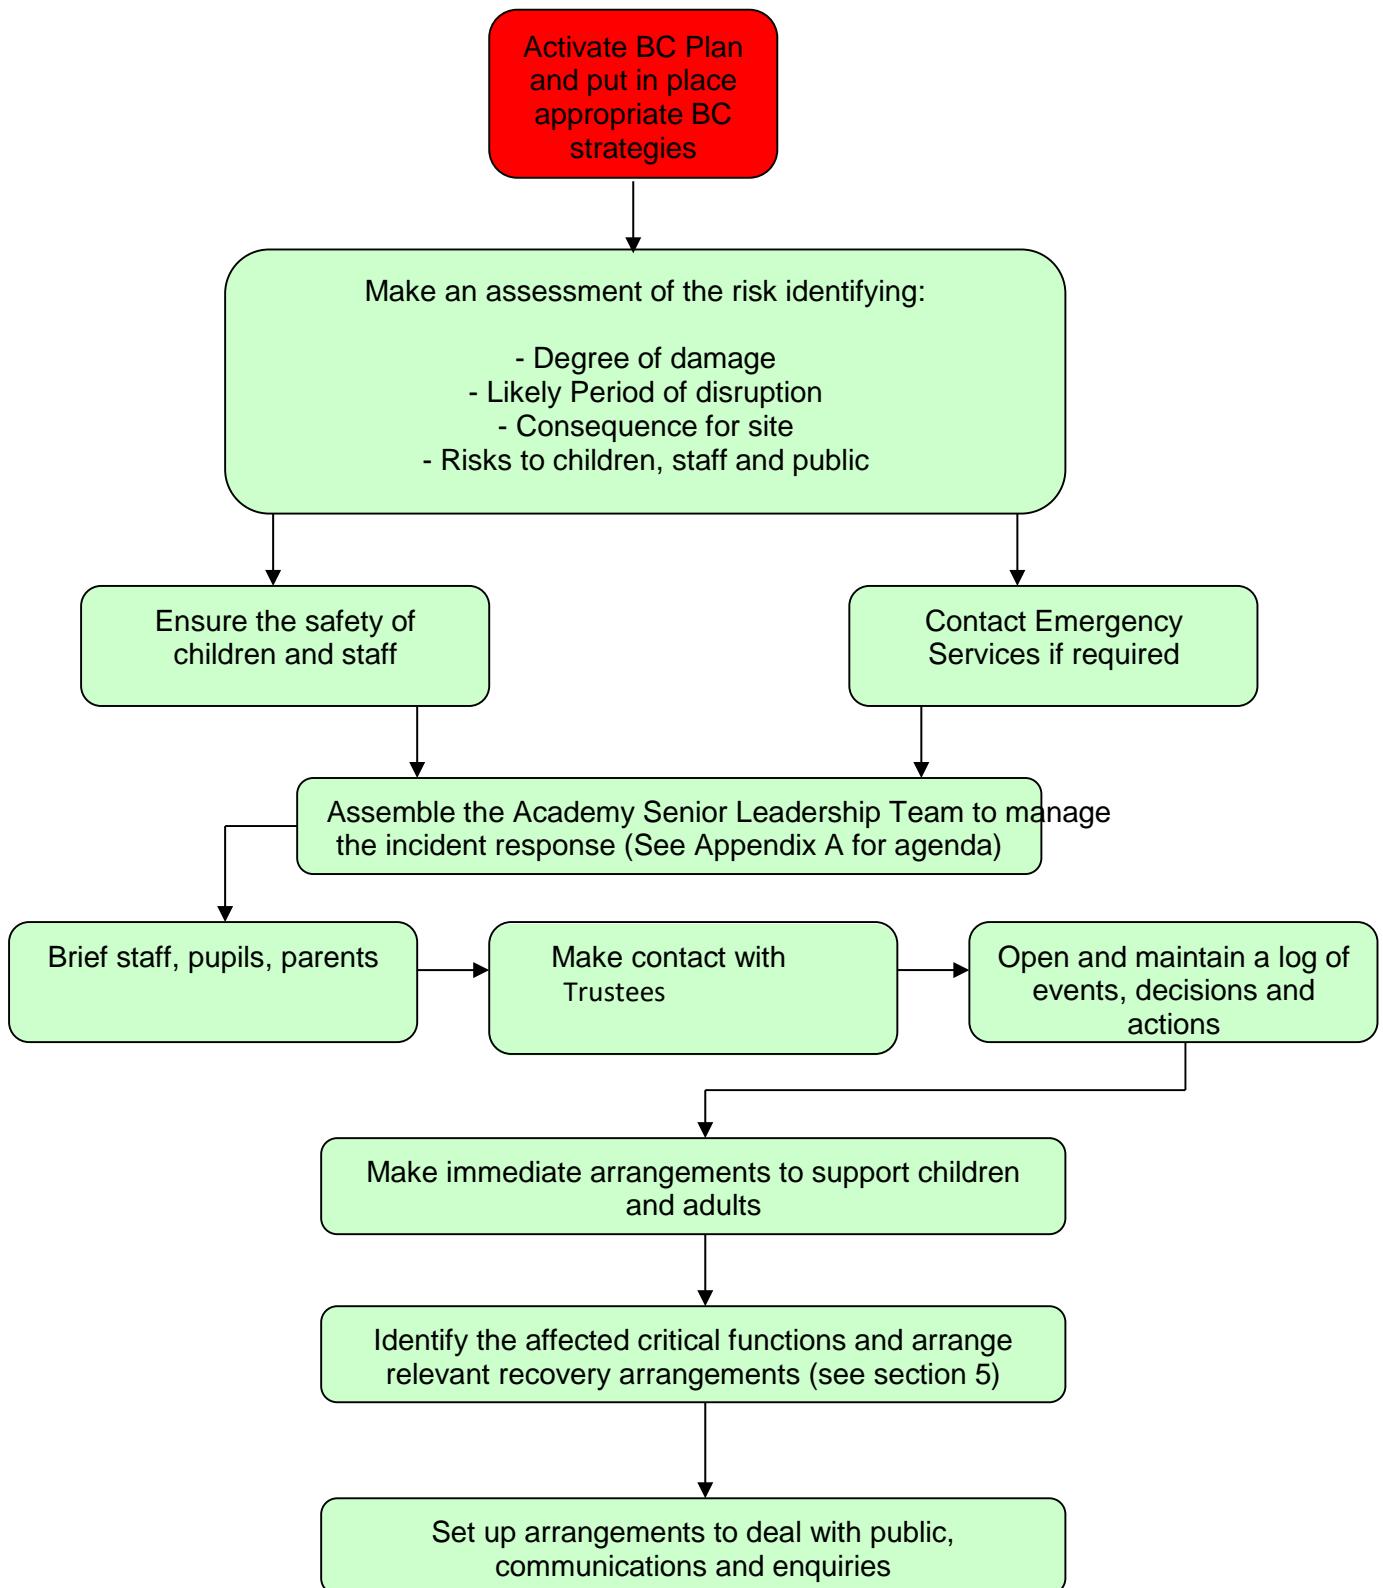 Activate BC Plan
and put in place
appropriate BC
strategies
Make an assessment of the risk identifying:
- Degree of damage
- Likely Period of disruption
- Consequence for site
- Risks to children, staff and public
Ensure the safety of
children and staff
Contact Emergency
Services if required
Assemble the Academy Senior Leadership Team to manage
the incident response (See Appendix A for agenda)
Brief staff, pupils, parents
Make contact with
Trustees
Open and maintain a log of
events, decisions and
actions
Make immediate arrangements to support children
and adults
Identify the affected critical functions and arrange
relevant recovery arrangements (see section 5)
Set up arrangements to deal with public,
communications and enquiries